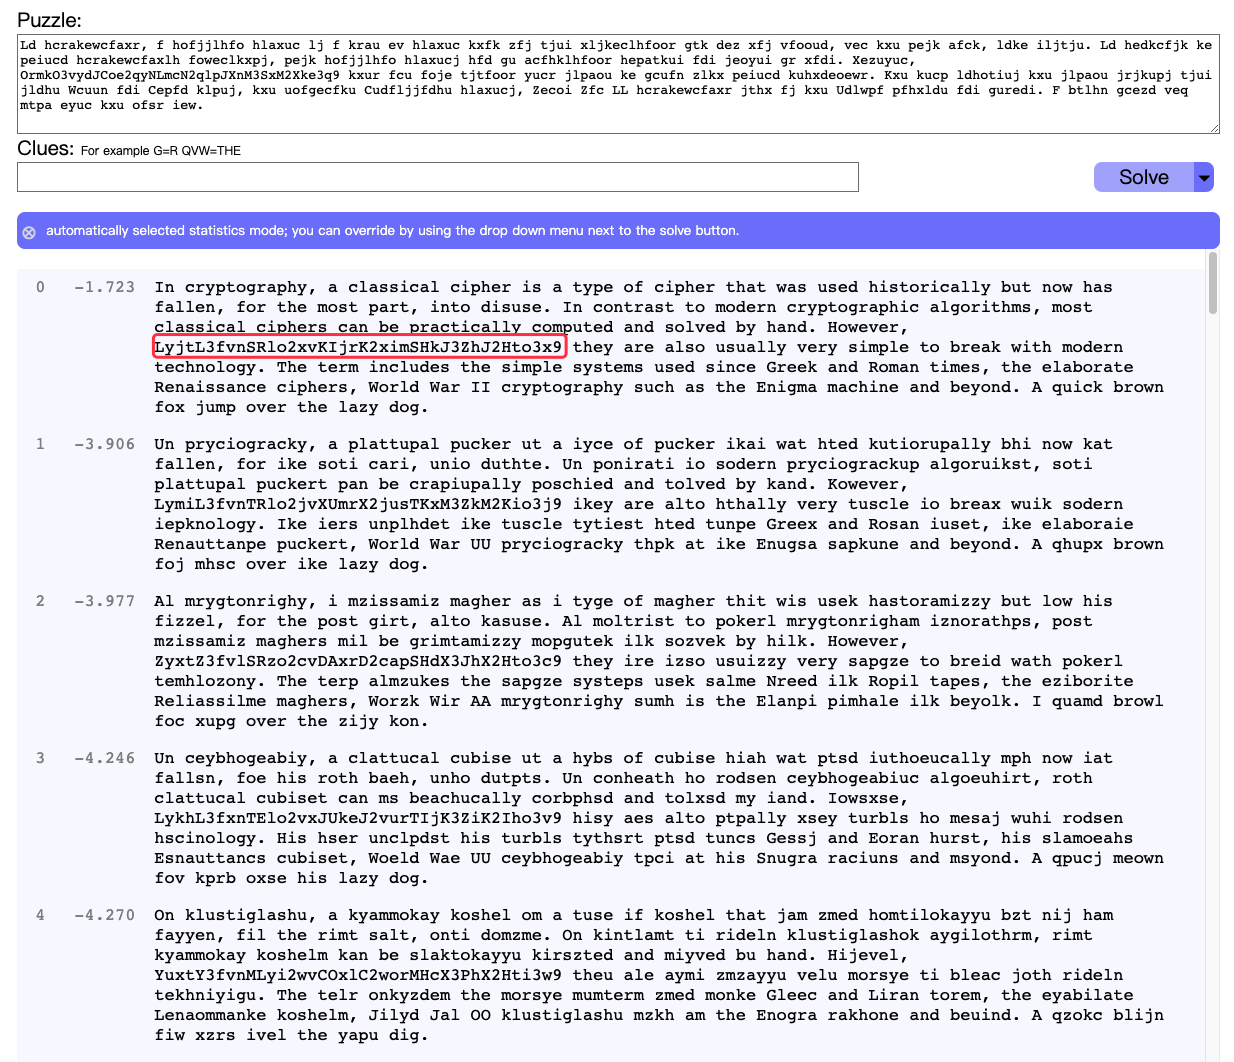 Puzzle:
Ld hcrakewcfaxr, f hofjjlhfo hlaxuc lj f krau ev hlaxuc kxfk zfj tjui xljkeclhfoor gtk dez xfj vfooud, vec kxu pejk afck, ldke iljtju. Ld hedkcfjk ke
peiucd hcrakewcfaxlh foweclkxpj, pejk hofjjlhfo hlaxucj hfd gu acfhklhfoor hepatkui fdi jeoyui gr xfdi. Xezuyuc,
OrmkO3vydJCoe2qyNLmcN2qlpJXnM3SxM2Xke3q9 kxur fcu foje tjtfoor yucr jlpaou ke gcufn zlkx peiucd kuhxdeoewr. Kxu kucp ldhotiuj kxu jlpaou jrjkupj tjui
jldhu Wcuun fdi Cepfd klpuj, kxu uofgecfku Cudfljjfdhu hlaxucj, Zecoi Zfc LL hcrakewcfaxr jthx fj kxu Udlwpf pfhxldu fdi guredi. F btlhn gcezd veq
mtpa eyuc kxu ofsr iew.
Clues: For example G=R QVW=THE
Solve
automatically selected statistics mode; you can override by using the drop down menu next to the solve button.
0 -1.723 In cryptography, a classical cipher is a type of cipher that was used historically but now has
fallen, for the most part, into disuse. In contrast to modern cryptographic algorithms, most
classical ciphers can be practically computed and solved by hand. However,
LyjtL3fvnSRlo2xvKIjrK2ximSHkJ3ZhJ2Hto3x9 they are also usually very simple to break with modern
technology. The term includes the simple systems used since Greek and Roman times, the elaborate
Renaissance ciphers, World War II cryptography such as the Enigma machine and beyond. A quick brown
fox jump over the lazy dog.
1 -3.906 Un pryciogracky, a plattupal pucker ut a iyce of pucker ikai wat hted kutiorupally bhi now kat
fallen, for ike soti cari, unio duthte. Un ponirati io sodern pryciograckup algoruikst, soti
plattupal puckert pan be crapiupally poschied and tolved by kand. Kowever,
LymiL3fvnTRlo2jvXUmrX2jusTKxM3ZkM2Kio3j9 ikey are alto hthally very tuscle io breax wuik sodern
iepknology. Ike iers unplhdet ike tuscle tytiest hted tunpe Greex and Rosan iuset, ike elaboraie
Renauttanpe puckert, World War UU pryciogracky thpk at ike Enugsa sapkune and beyond. A qhupx brown
foj mhsc over ike lazy dog.
2 -3.977 Al mrygtonrighy, i mzissamiz magher as i tyge of magher thit wis usek hastoramizzy but low his
fizzel, for the post girt, alto kasuse. Al moltrist to pokerl mrygtonrigham iznorathps, post
mzissamiz maghers mil be grimtamizzy mopgutek ilk sozvek by hilk. However,
ZyxtZ3fvlSRzo2cvDAxrD2capSHdX3JhX2Hto3c9 they ire izso usuizzy very sapgze to breid wath pokerl
temhlozony. The terp almzukes the sapgze systeps usek salme Nreed ilk Ropil tapes, the eziborite
Reliassilme maghers, Worzk Wir AA mrygtonrighy sumh is the Elanpi pimhale ilk beyolk. I quamd browl
foc xupg over the zijy kon.
3 -4.246 Un ceybhogeabiy, a clattucal cubise ut a hybs of cubise hiah wat ptsd iuthoeucally mph now iat
fallsn, foe his roth baeh, unho dutpts. Un conheath ho rodsen ceybhogeabiuc algoeuhirt, roth
clattucal cubiset can ms beachucally corbphsd and tolxsd my iand. Iowsxse,
LykhL3fxnTElo2vxJUkeJ2vurTIjK3ZiK2Iho3v9 hisy aes alto ptpally xsey turbls ho mesaj wuhi rodsen
hscinology. His hser unclpdst his turbls tythsrt ptsd tuncs Gessj and Eoran hurst, his slamoeahs
Esnauttancs cubiset, Woeld Wae UU ceybhogeabiy tpci at his Snugra raciuns and msyond. A qpucj meown
fov kprb oxse his lazy dog.
4 -4.270 On klustiglashu, a kyammokay koshel om a tuse if koshel that jam zmed homtilokayyu bzt nij ham
fayyen, fil the rimt salt, onti domzme. On kintlamt ti rideln klustiglashok aygilothrm, rimt
kyammokay koshelm kan be slaktokayyu kirszted and miyved bu hand. Hijevel,
YuxtY3fvnMLyi2wvCOxlC2worMHcX3PhX2Hti3w9 theu ale aymi zmzayyu velu morsye ti bleac joth rideln
tekhniyigu. The telr onkyzdem the morsye mumterm zmed monke Gleec and Liran torem, the eyabilate
Lenaommanke koshelm, Jilyd Jal OO klustiglashu mzkh am the Enogra rakhone and beuind. A qzokc blijn
fiw xzrs ivel the yapu dig.